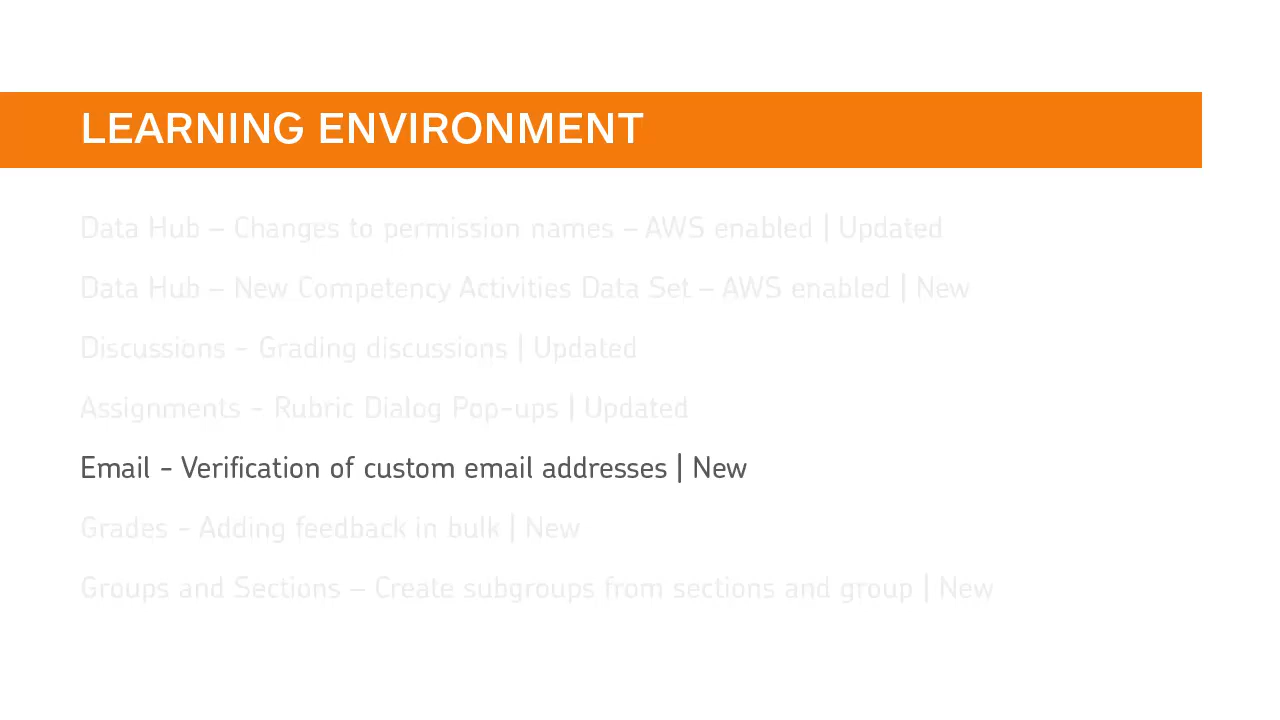 LEARNING ENVIRONMENT
Data Hub – Changes to permission names – AWS enabled | Updated
Data Hub – New Competency Activities Data Set – AWS enabled | New
Discussions - Grading discussions | Updated
Assignments - Rubric Dialog Pop-ups | Updated
Email - Verification of custom email addresses | New
Grades - Adding feedback in bulk | New
Groups and Sections – Create subgroups from sections and group | New